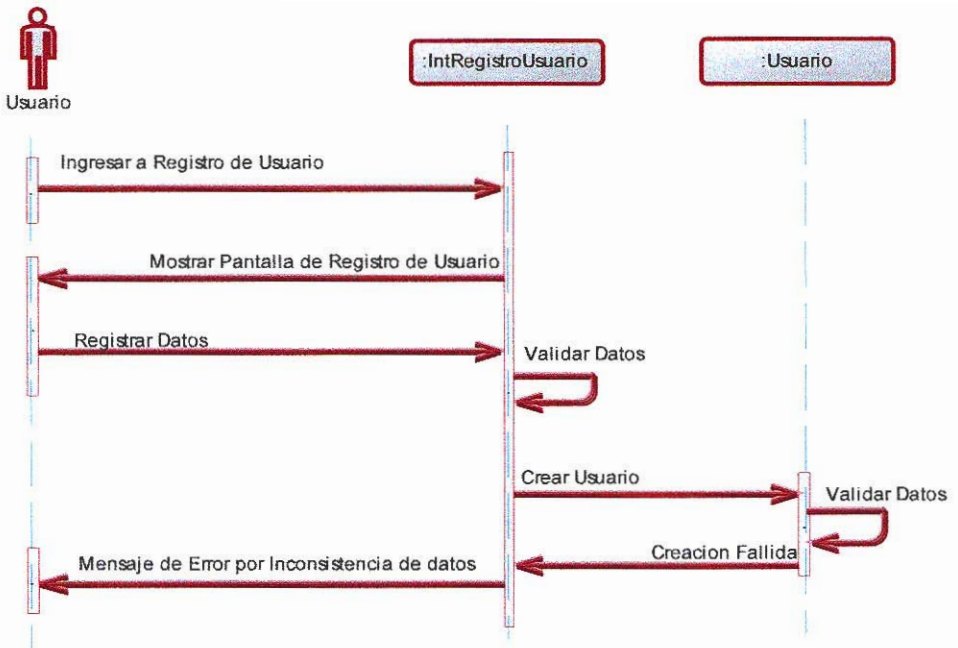 Usuario
:IntRegistroUsuario
:Usuario
Ingresar a Registro de Usuario
Mostrar Pantalla de Registro de Usuario
Registrar Datos
Validar Datos
Crear Usuario
Validar Datos
Creacion Fallida
Mensaje de Error por Inconsistencia de datos